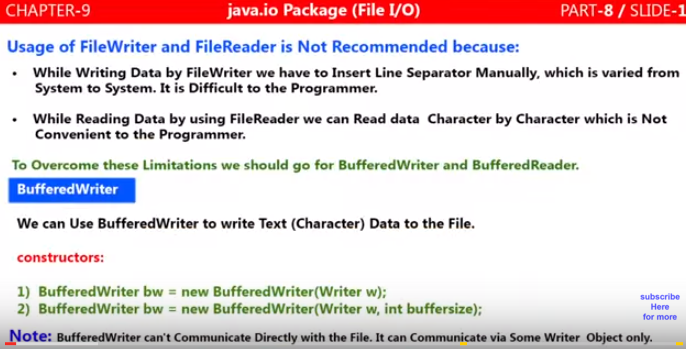 CHAPTER-9 java.io Package (File I/O) PART-8 / SLIDE-1
Usage of FileWriter and FileReader is Not Recommended because:
• While Writing Data by FileWriter we have to Insert Line Separator Manually, which is varied from
System to System. It is Difficult to the Programmer.
• While Reading Data by using FileReader we can Read data Character by Character which is Not
Convenient to the Programmer.
To Overcome these Limitations we should go for BufferedWriter and BufferedReader.
BufferedWriter
We can Use BufferedWriter to write Text (Character) Data to the File.
constructors:
1) BufferedWriter bw = new BufferedWriter(Writer w);
2) BufferedWriter bw = new BufferedWriter(Writer w, int buffersize);
subscribe
Here
for more
Note: BufferedWriter can't Communicate Directly with the File. It can Communicate via Some Writer Object only.